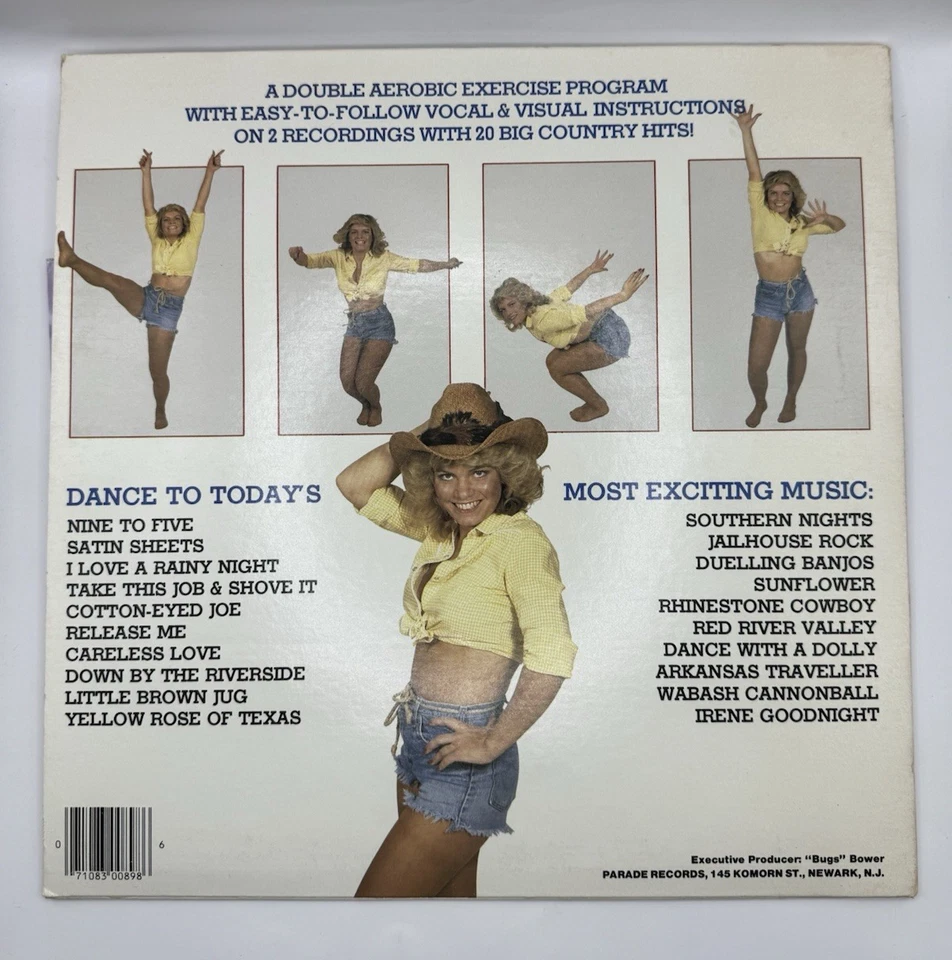 A DOUBLE AEROBIC EXERCISE PROGRAM
WITH EASY-TO-FOLLOW VOCAL & VISUAL INSTRUCTIONS
ON 2 RECORDINGS WITH 20 BIG COUNTRY HITS!
DANCE TO TODAY'S
NINE TO FIVE
SATIN SHEETS
I LOVE A RAINY NIGHT
TAKE THIS JOB & SHOVE IT
COTTON-EYED JOE
RELEASE ME
CARELESS LOVE
DOWN BY THE RIVERSIDE
LITTLE BROWN JUG
YELLOW ROSE OF TEXAS
MOST EXCITING MUSIC:
SOUTHERN NIGHTS
JAILHOUSE ROCK
DUELLING BANJOS
SUNFLOWER
RHINESTONE COWBOY
RED RIVER VALLEY
DANCE WITH A DOLLY
ARKANSAS TRAVELLER
WABASH CANNONBALL
IRENE GOODNIGHT
0 71083 00898 6
Executive Producer: "Bugs" Bower
PARADE RECORDS, 145 KOMORN ST., NEWARK, N.J.